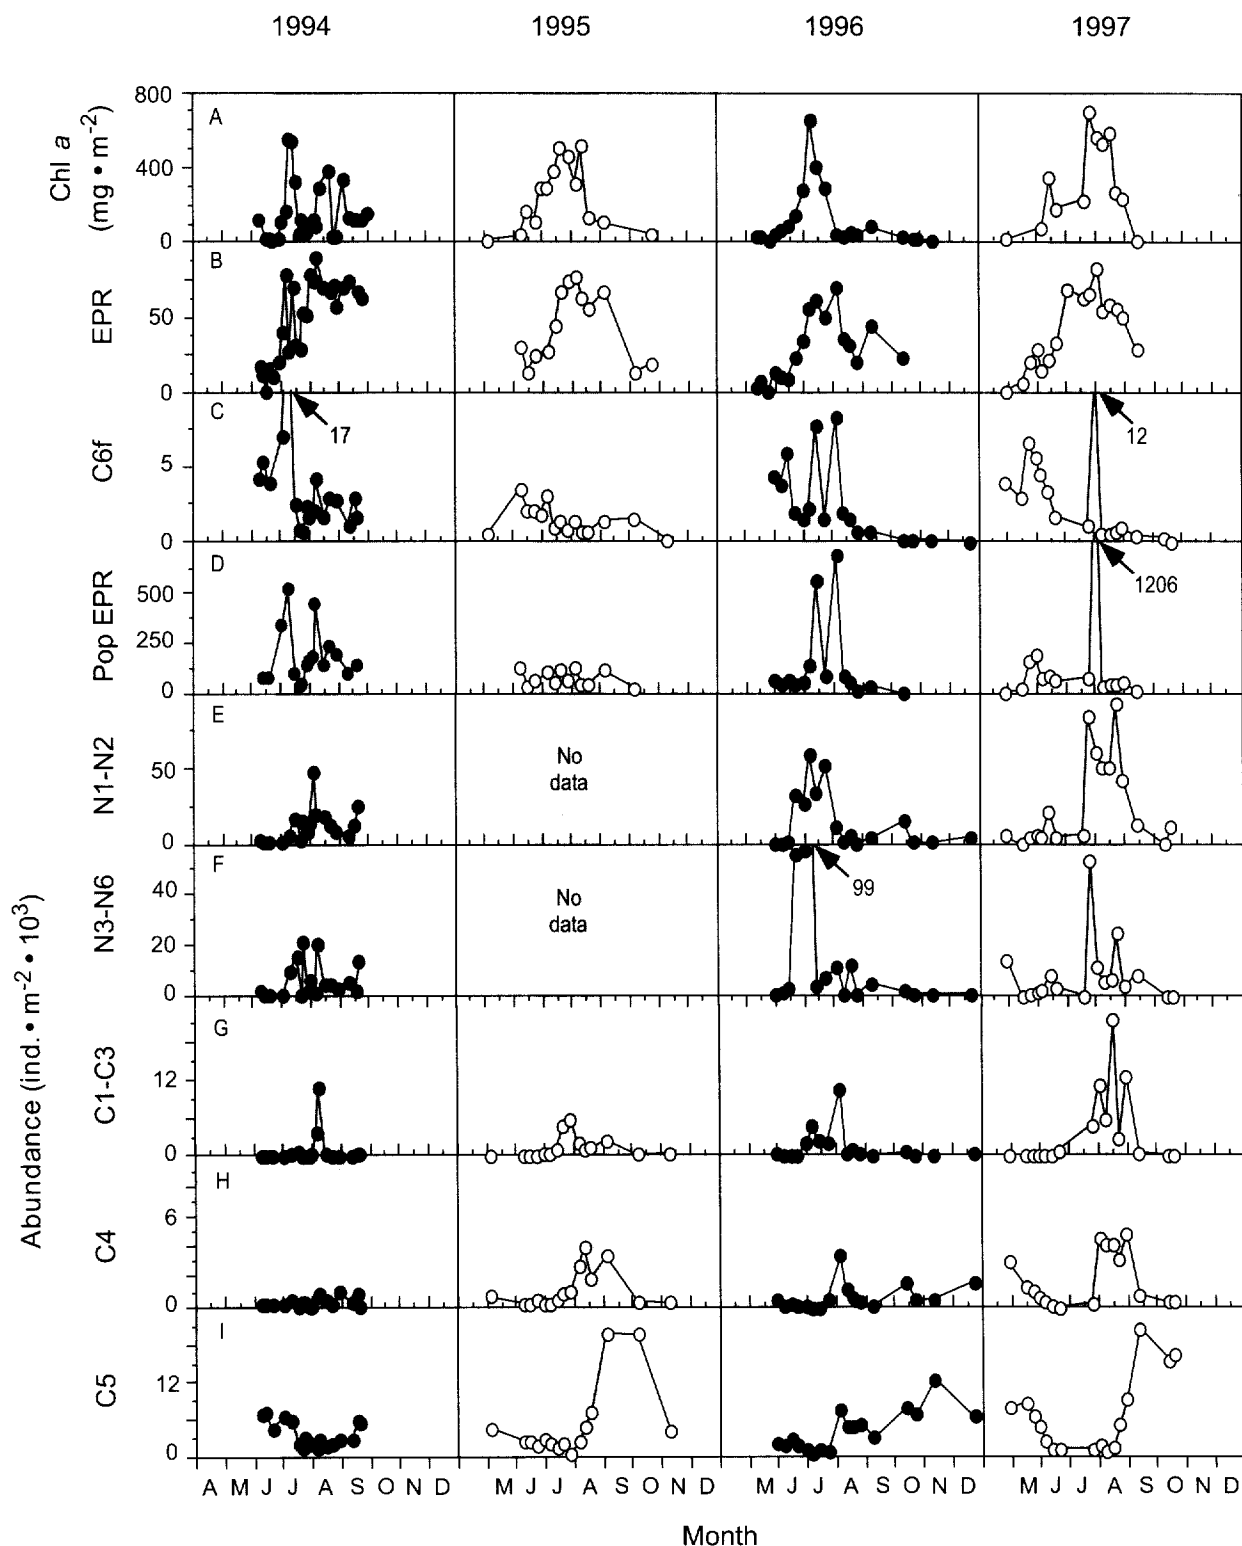 1994 1995 1996 1997
Chl a
(mg • m⁻²)
800
400
0
A
EPR
50
0
B
C6f
5
0
C
17
12
Pop EPR
500
250
0
D
1206
N1-N2
50
0
E
No
data
N3-N6
40
20
0
F
No
data
99
Abundance (ind. • m⁻² • 10³)
C1-C3
12
0
G
C4
6
0
H
C5
12
0
I
A M J J A S O N D M J J A S O N D M J J A S O N D M J J A S O N D
Month